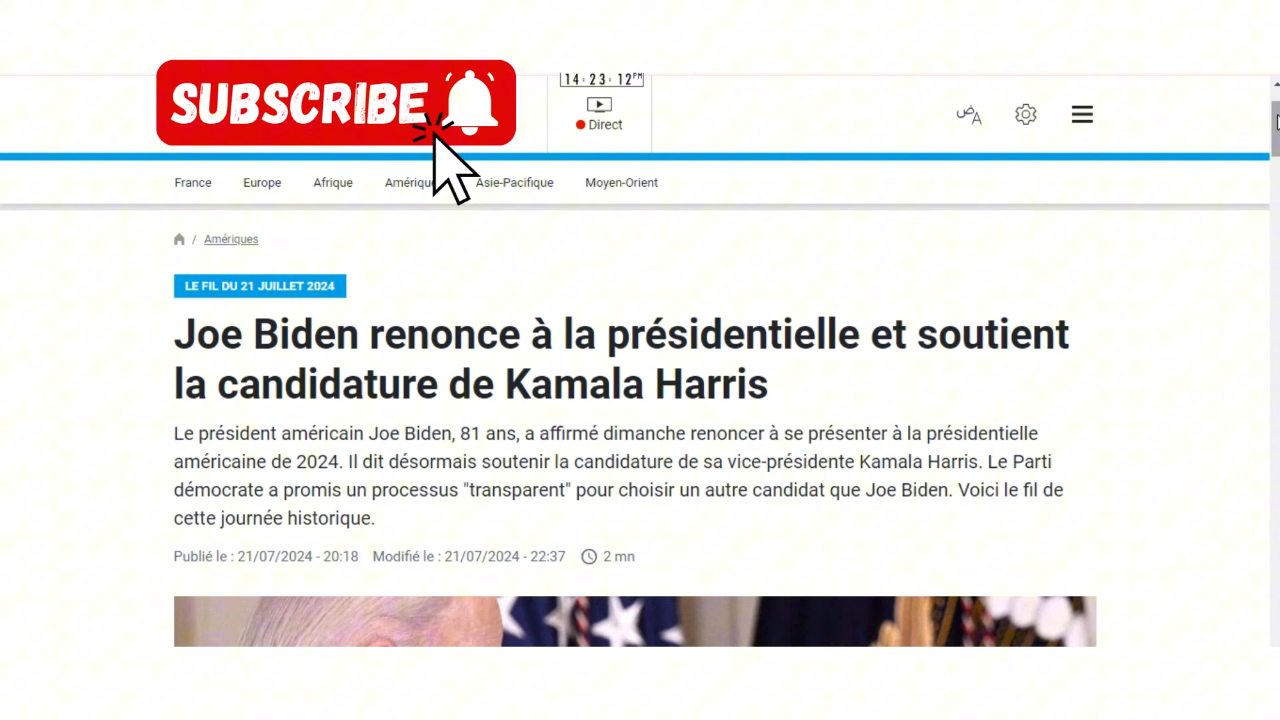 SUBSCRIBE
14:23:12PM
Direct
ض A
France Europe Afrique Amériqu Asie-Pacifique Moyen-Orient
/ Amériques
LE FIL DU 21 JUILLET 2024
Joe Biden renonce à la présidentielle et soutient
la candidature de Kamala Harris
Le président américain Joe Biden, 81 ans, a affirmé dimanche renoncer à se présenter à la présidentielle
américaine de 2024. Il dit désormais soutenir la candidature de sa vice-présidente Kamala Harris. Le Parti
démocrate a promis un processus "transparent" pour choisir un autre candidat que Joe Biden. Voici le fil de
cette journée historique.
Publié le : 21/07/2024 - 20:18 Modifié le : 21/07/2024 - 22:37 2 mn